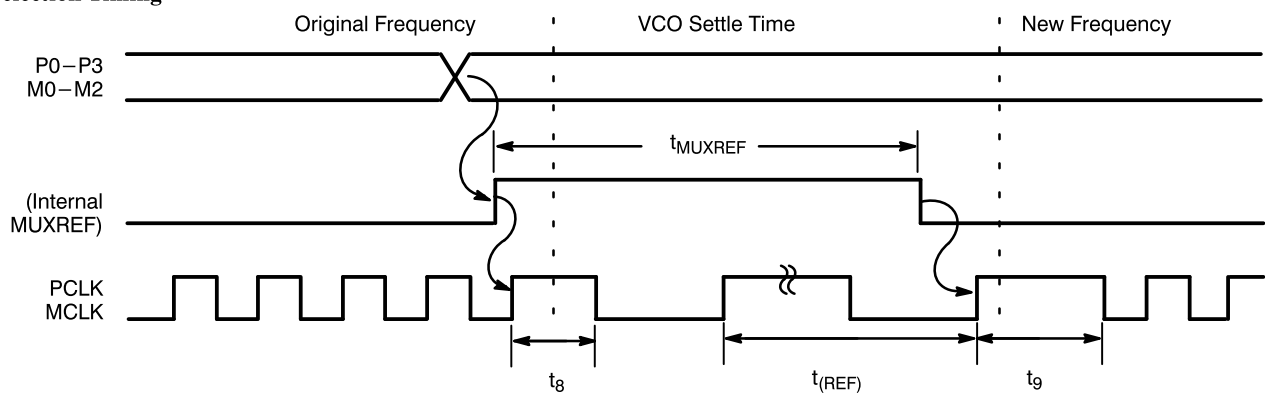 Original Frequency
VCO Settle Time
New Frequency
P0–P3
M0–M2
tMUXREF
(Internal
MUXREF)
PCLK
MCLK
t8
t(REF)
t9